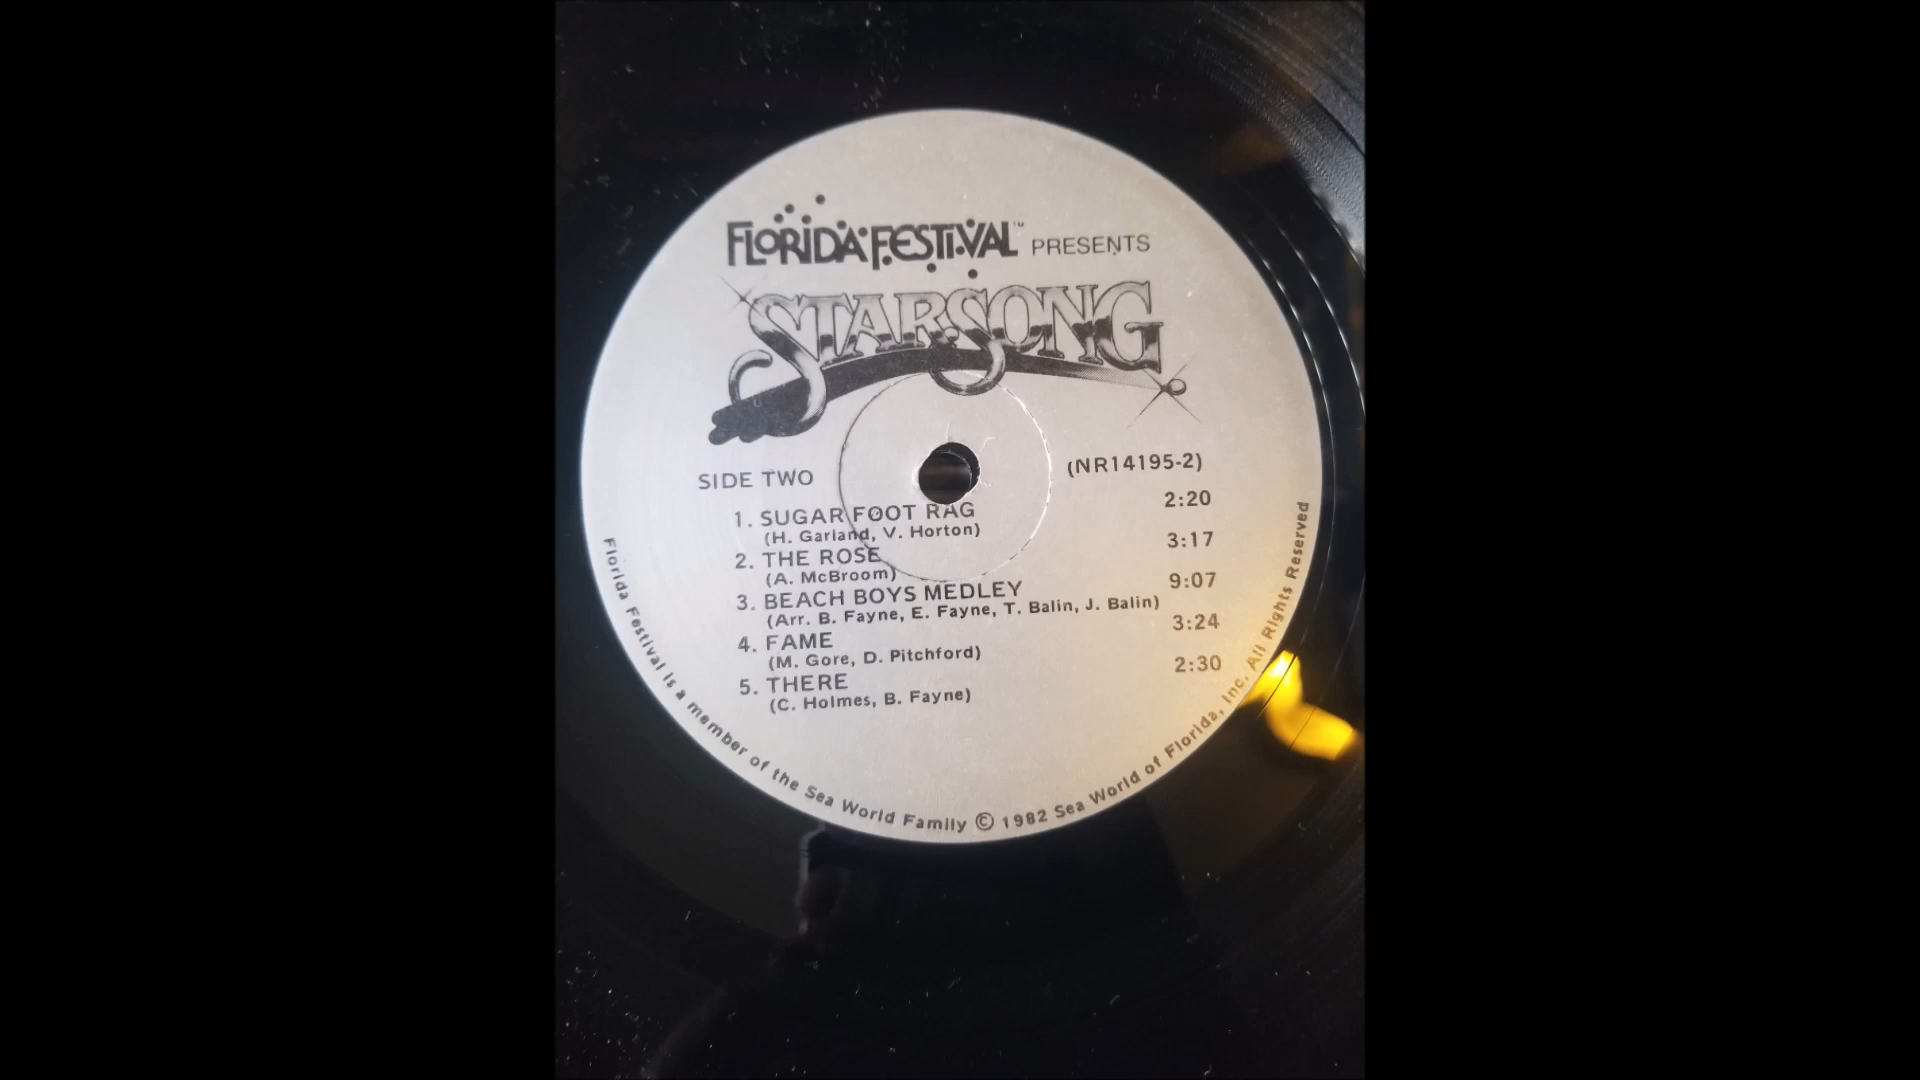 FLORIDA FESTIVAL™ PRESENTS
STARSONG
SIDE TWO (NR14195-2)
1. SUGAR FOOT RAG 2:20
(H. Garland, V. Horton)
2. THE ROSE 3:17
(A. McBroom)
3. BEACH BOYS MEDLEY 9:07
(Arr. B. Fayne, E. Fayne, T. Balin, J. Balin)
4. FAME 3:24
(M. Gore, D. Pitchford)
5. THERE 2:30
(C. Holmes, B. Fayne)
Florida Festival is a member of the Sea World Family © 1982 Sea World of Florida, Inc. All Rights Reserved